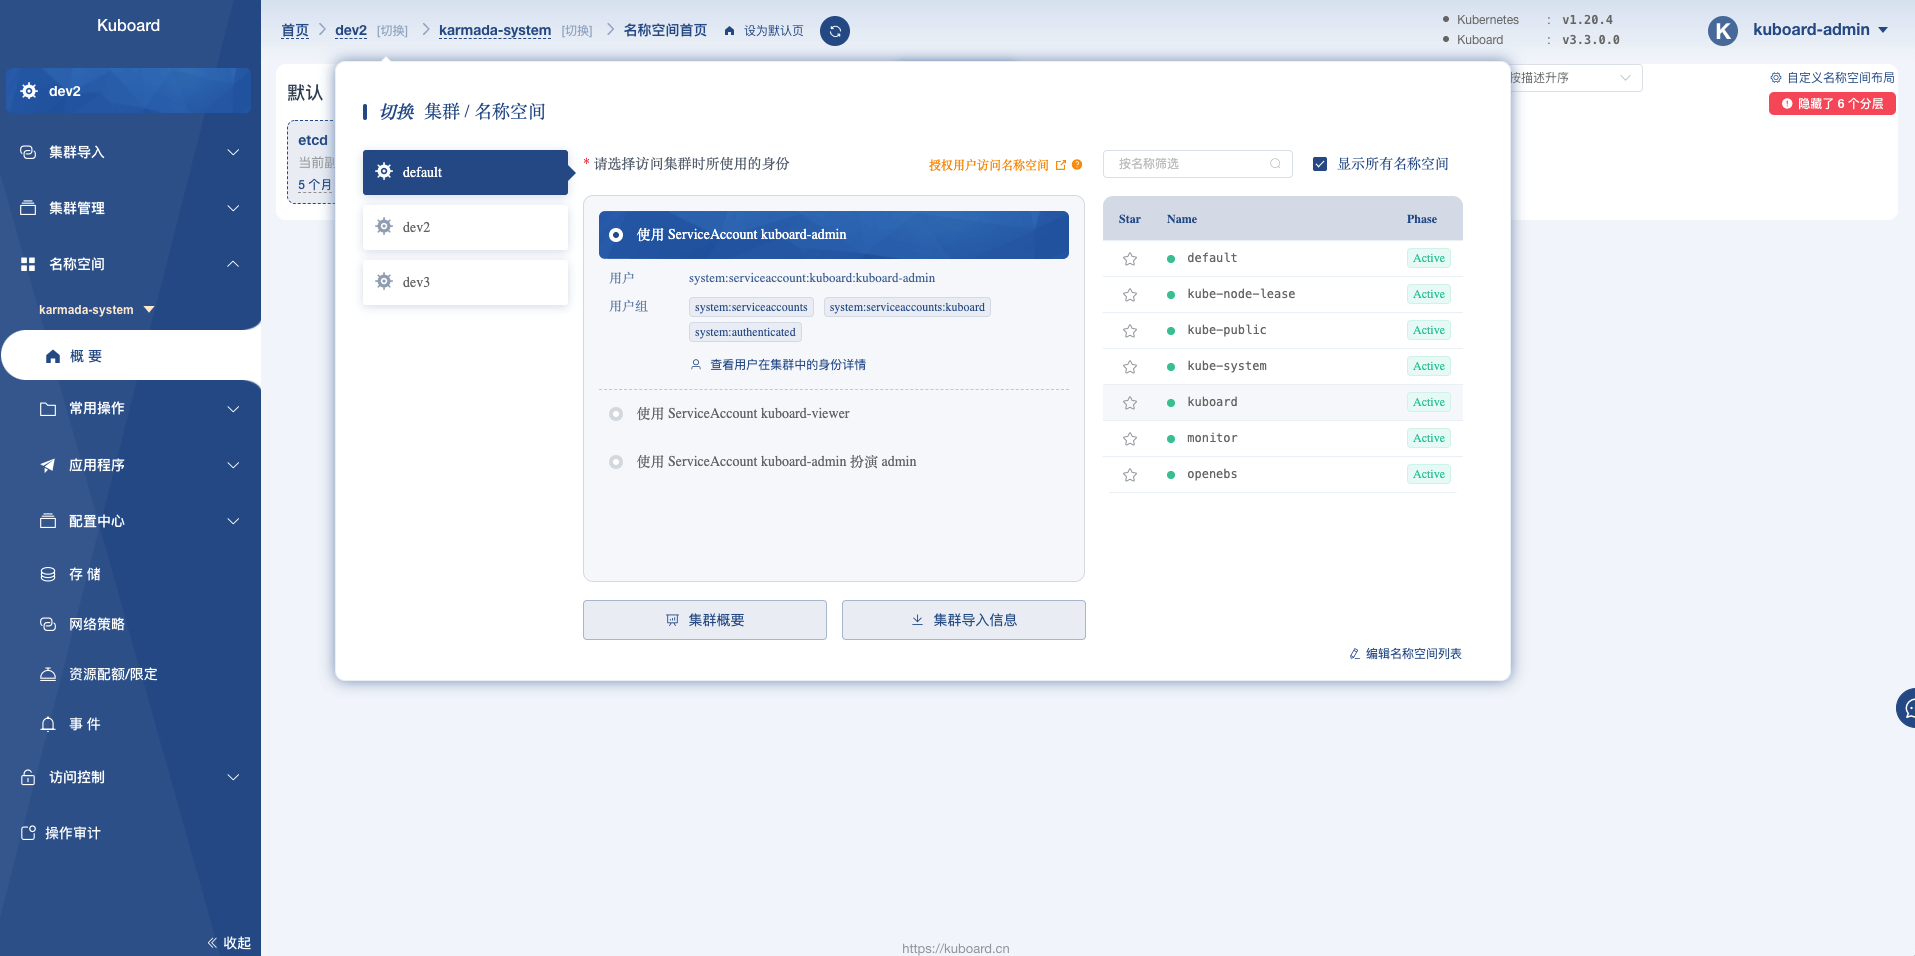 Kuboard
首页
dev2 [切换]
karmada-system [切换]
名称空间首页
设为默认页
Kubernetes : v1.20.4
Kuboard : v3.3.0.0
K
kuboard-admin
dev2
集群导入
集群管理
名称空间
karmada-system
概 要
常用操作
应用程序
配置中心
存 储
网络策略
资源配额/限定
事 件
访问控制
操作审计
收起
默认
etcd
当前副
5 个月
按描述升序
自定义名称空间布局
隐藏了 6 个分层
切换 集群 / 名称空间
default
dev2
dev3
* 请选择访问集群时所使用的身份
授权用户访问名称空间
使用 ServiceAccount kuboard-admin
用户 system:serviceaccount:kuboard:kuboard-admin
用户组 system:serviceaccounts system:serviceaccounts:kuboard
system:authenticated
查看用户在集群中的身份详情
使用 ServiceAccount kuboard-viewer
使用 ServiceAccount kuboard-admin 扮演 admin
集群概要
集群导入信息
按名称筛选
显示所有名称空间
Star Name Phase
default Active
kube-node-lease Active
kube-public Active
kube-system Active
kuboard Active
monitor Active
openebs Active
编辑名称空间列表
https://kuboard.cn